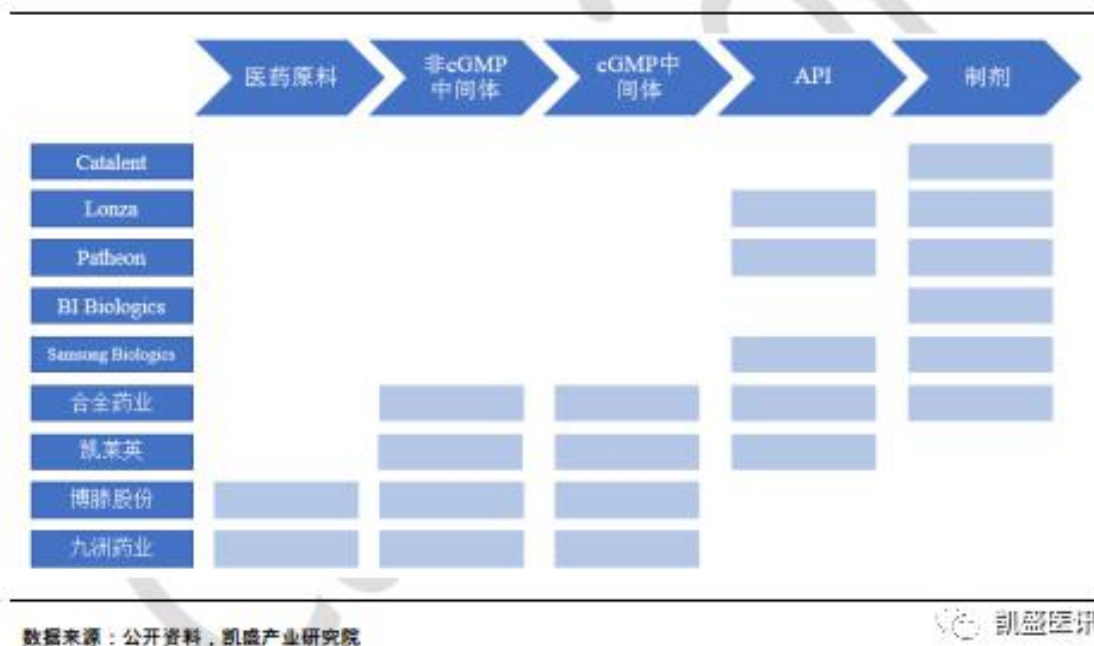 医药原料
非cGMP
中间体
cGMP中
间体
API
制剂
Catalent
Lonza
Patheon
BI Biologics
Samsung Biologics
合全药业
凯莱英
博腾股份
九洲药业
数据来源：公开资料，凯盛产业研究院
凯盛医讯